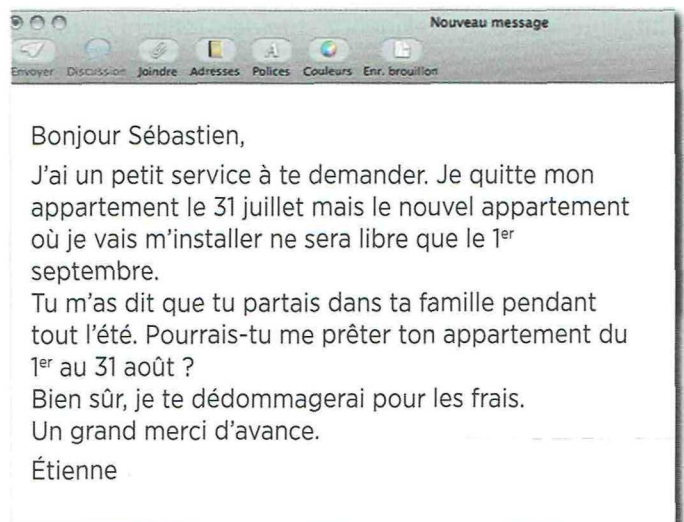 Nouveau message
Envoyer Discussion Joindre Adresses Polices Couleurs Enr. brouillon
Bonjour Sébastien,
J'ai un petit service à te demander. Je quitte mon
appartement le 31 juillet mais le nouvel appartement
où je vais m'installer ne sera libre que le 1er
septembre.
Tu m'as dit que tu partais dans ta famille pendant
tout l'été. Pourrais-tu me prêter ton appartement du
1er au 31 août ?
Bien sûr, je te dédommagerai pour les frais.
Un grand merci d'avance.
Étienne